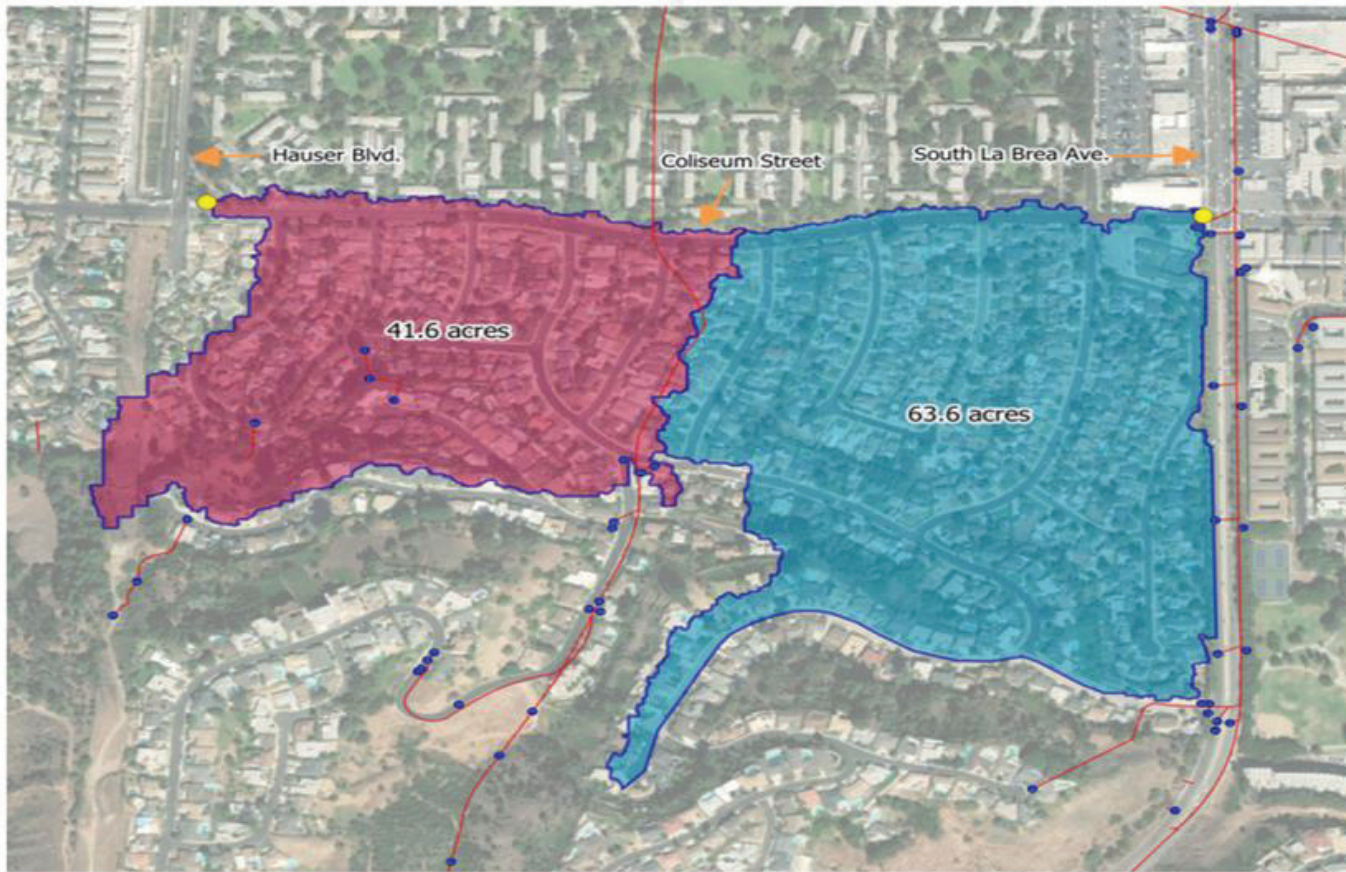 Hauser Blvd.
Coliseum Street
South La Brea Ave.
41.6 acres
63.6 acres